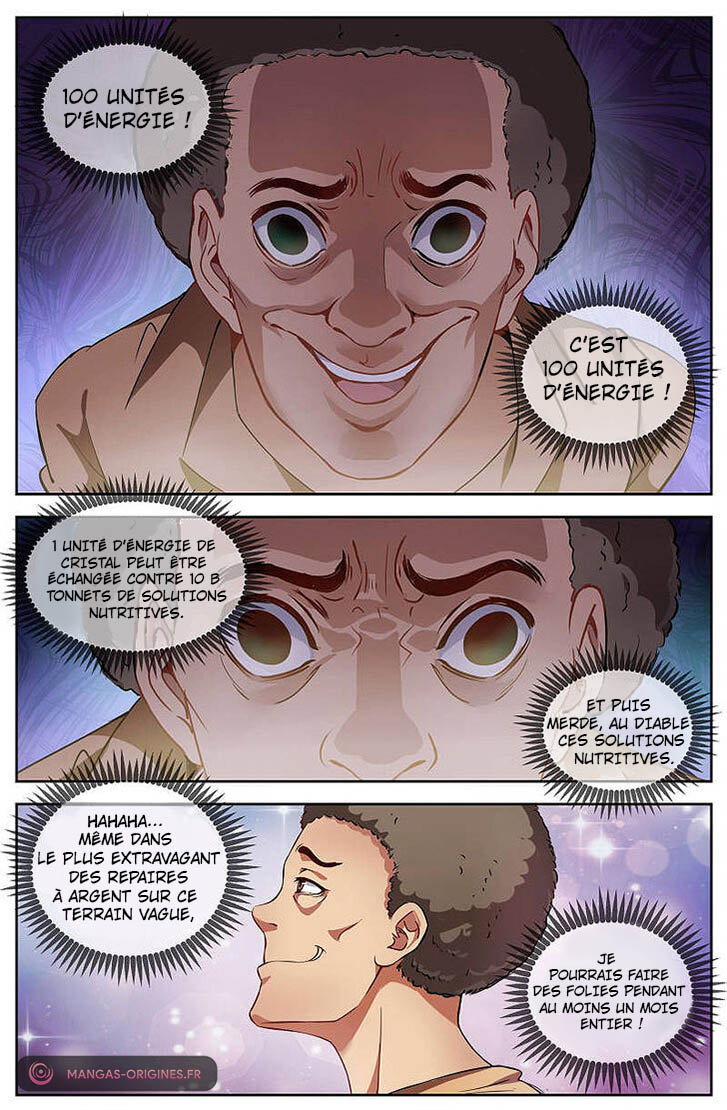 100 UNITÉS
D'ÉNERGIE !
C'EST
100 UNITÉS
D'ÉNERGIE !
1 UNITÉ D'ÉNERGIE DE
CRISTAL PEUT ÊTRE
ÉCHANGÉE CONTRE 10 B
TONNETS DE SOLUTIONS
NUTRITIVES.
ET PUIS
MERDE, AU DIABLE
CES SOLUTIONS
NUTRITIVES.
HAHAHA...
MÊME DANS
LE PLUS EXTRAVAGANT
DES REPAIRES
À ARGENT SUR CE
TERRAIN VAGUE,
JE
POURRAIS FAIRE
DES FOLIES PENDANT
AU MOINS UN MOIS
ENTIER !
MANGAS-ORIGINES.FR